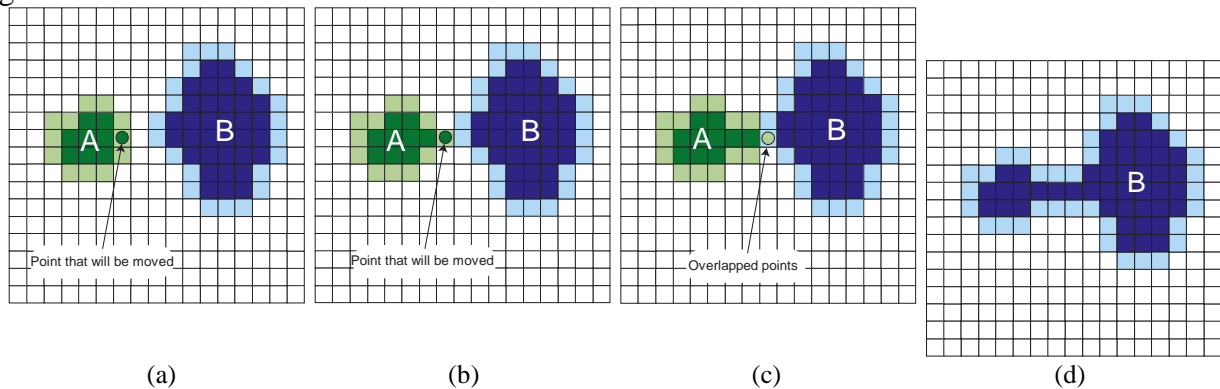 g
A
B
Point that will be moved
(a)
A
B
Point that will be moved
(b)
A
B
Overlapped points
(c)
B
(d)